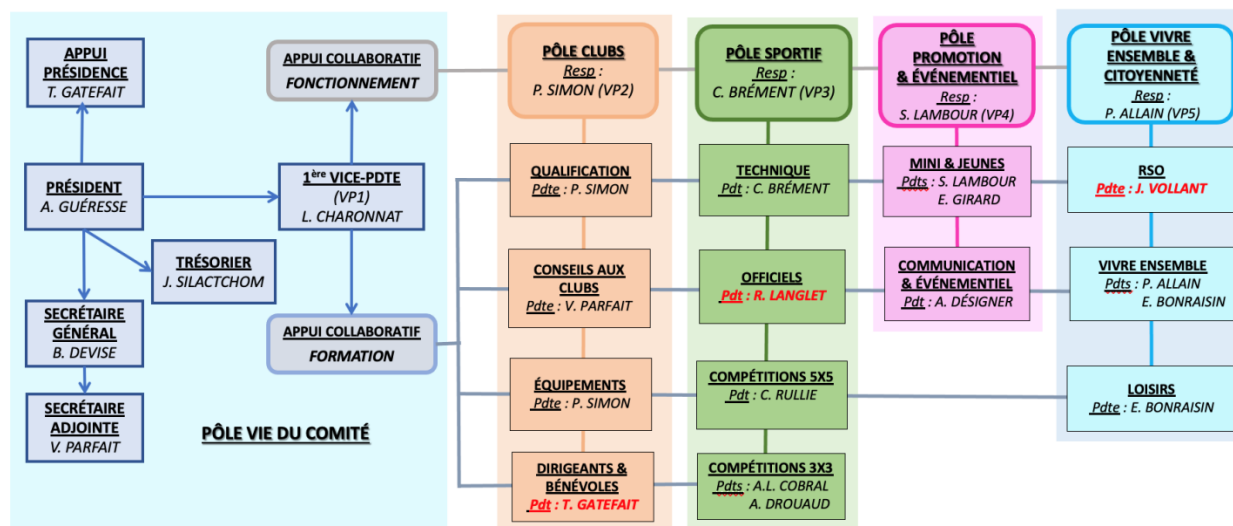 APPUI
PRÉSIDENCE
T. GATEFAIT
PRÉSIDENT
A. GUÉRESSE
TRÉSORIER
J. SILACTCHOM
SECRÉTAIRE
GÉNÉRAL
B. DEVISE
SECRÉTAIRE
ADJOINTE
V. PARFAIT
APPUI COLLABORATIF
FONCTIONNEMENT
1ère VICE-PDTE
(VP1)
L. CHARONNAT
APPUI COLLABORATIF
FORMATION
PÔLE VIE DU COMITÉ
PÔLE CLUBS
Resp :
P. SIMON (VP2)
QUALIFICATION
Pdte : P. SIMON
CONSEILS AUX
CLUBS
Pdte : V. PARFAIT
ÉQUIPEMENTS
Pdte : P. SIMON
DIRIGEANTS &
BÉNÉVOLES
Pdt : T. GATEFAIT
PÔLE SPORTIF
Resp :
C. BRÉMENT (VP3)
TECHNIQUE
Pdt : C. BRÉMENT
OFFICIELS
Pdt : R. LANGLET
COMPÉTITIONS 5X5
Pdt : C. RULLIE
COMPÉTITIONS 3X3
Pdts : A.L. COBRAL
A. DROUAUD
PÔLE
PROMOTION
& ÉVÉNEMENTIEL
Resp :
S. LAMBOUR (VP4)
MINI & JEUNES
Pdts : S. LAMBOUR
E. GIRARD
COMMUNICATION
& ÉVÉNEMENTIEL
Pdt : A. DÉSIGNER
PÔLE VIVRE
ENSEMBLE &
CITOYENNETÉ
Resp :
P. ALLAIN (VP5)
RSO
Pdte : J. VOLLANT
VIVRE ENSEMBLE
Pdts : P. ALLAIN
E. BONRAISIN
LOISIRS
Pdte : E. BONRAISIN